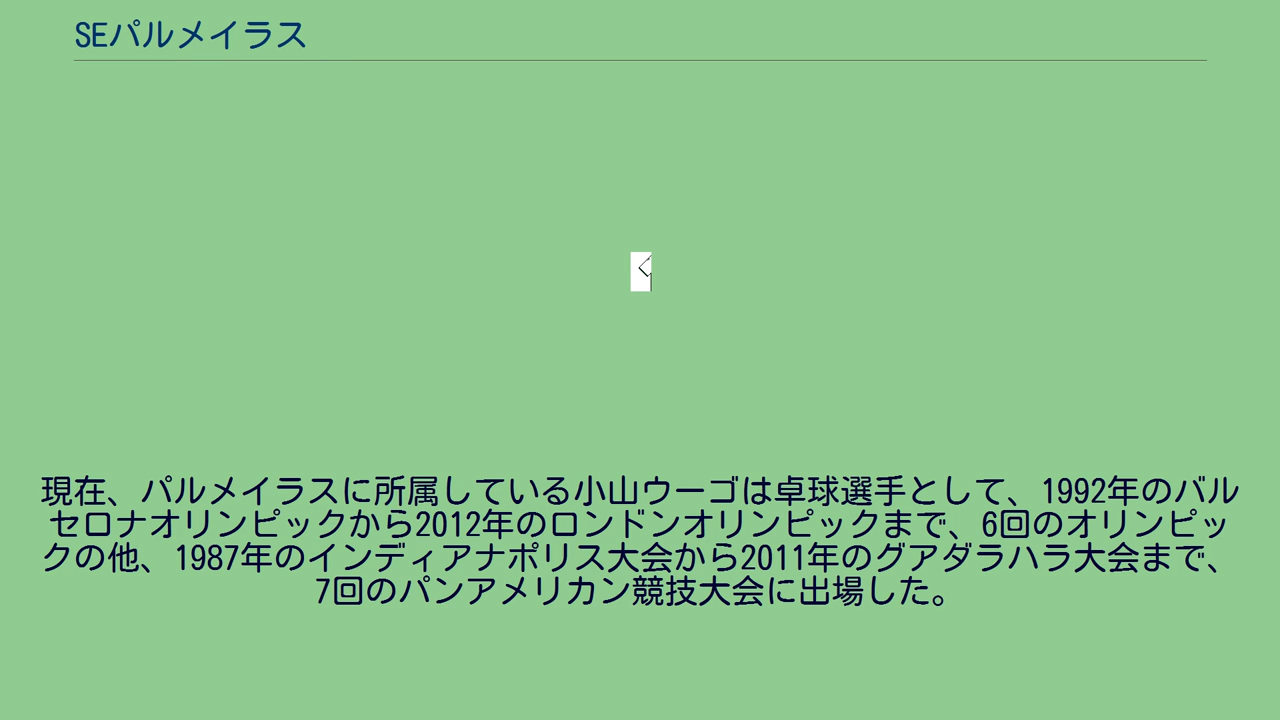 SEパルメイラス
現在、パルメイラスに所属している小山ウーゴは卓球選手として、1992年のバル
セロナオリンピックから2012年のロンドンオリンピックまで、6回のオリンピッ
クの他、1987年のインディアナポリス大会から2011年のグアダラハラ大会まで、
7回のパンアメリカン競技大会に出場した。